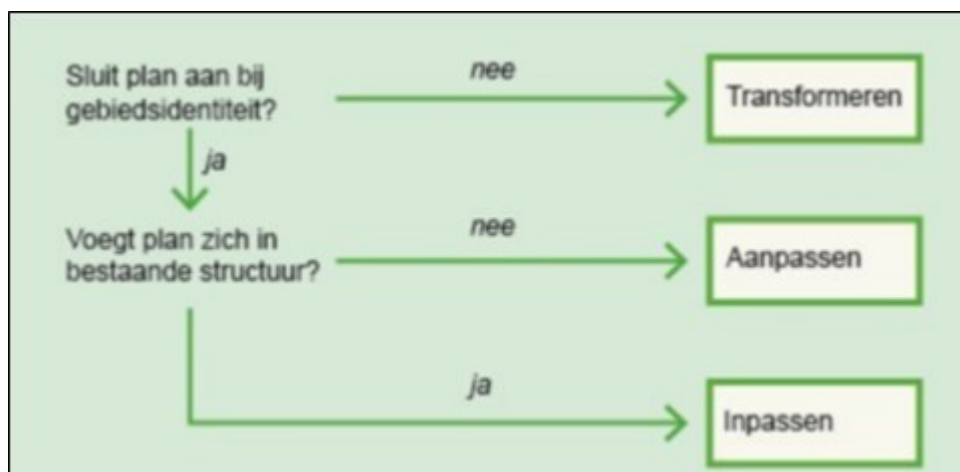 Sluit plan aan bij
gebiedsidentiteit?
nee
Transformeren
ja
Voegt plan zich in
bestaande structuur?
nee
Aanpassen
ja
Inpassen